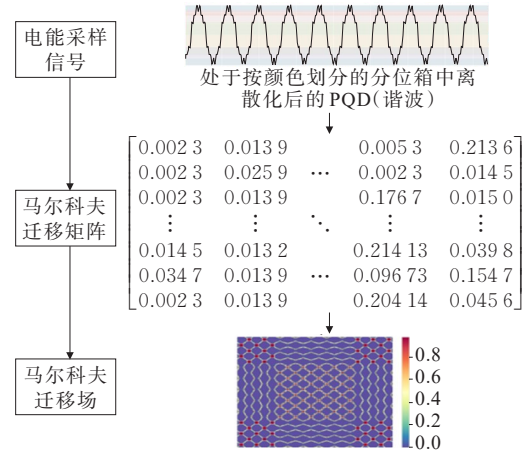 电能采样
信号
处于按颜色划分的分位箱中离
散化后的PQD(谐波)
马尔科夫
迁移矩阵
0.002 3 0.013 9 0.005 3 0.213 6
0.002 3 0.025 9 ⋯ 0.002 3 0.014 5
0.002 3 0.013 9 0.176 7 0.015 0
⋮ ⋮ ⋱ ⋮ ⋮
0.014 5 0.013 2 0.214 13 0.039 8
0.034 7 0.013 9 ⋯ 0.096 73 0.154 7
0.002 3 0.013 9 0.204 14 0.045 6
马尔科夫
迁移场
0.8
0.6
0.4
0.2
0.0